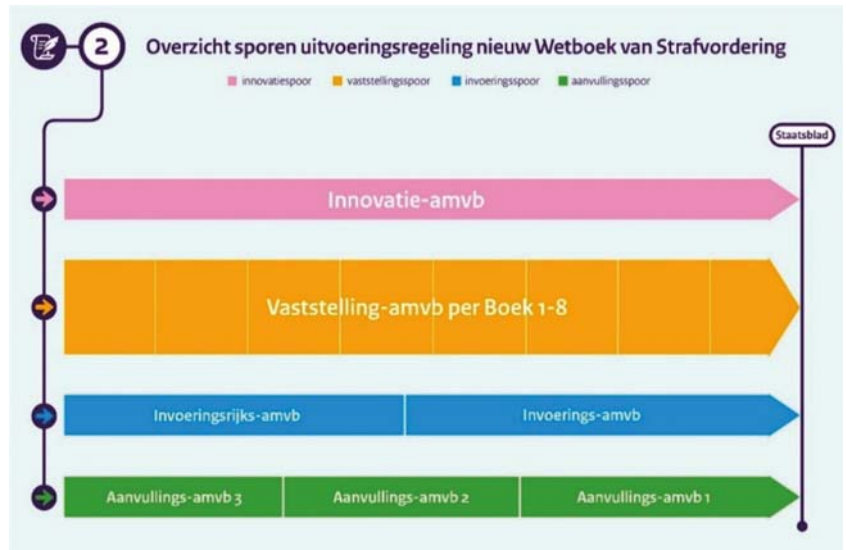 2
Overzicht sporen uitvoeringsregeling nieuw Wetboek van Strafvordering
innovatiespoor vaststellingsspoor invoeringsspoor aanvullingsspoor
Staatsblad
Innovatie-amvb
Vaststelling-amvb per Boek 1-8
Invoeringsrijks-amvb Invoerings-amvb
Aanvullings-amvb 3 Aanvullings-amvb 2 Aanvullings-amvb 1